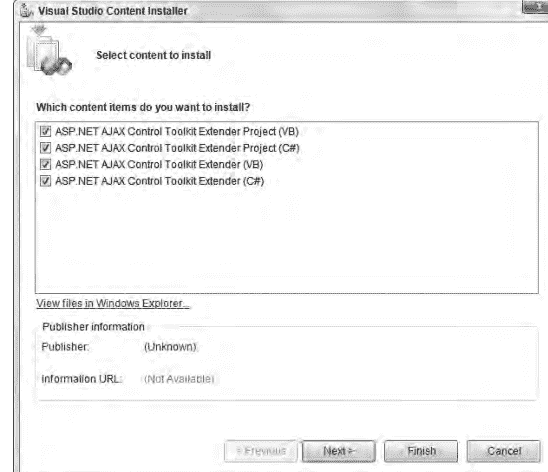 Visual Studio Content Installer
Select content to install
Which content items do you want to install?
ASP.NET AJAX Control Toolkit Extender Project (VB)
ASP.NET AJAX Control Toolkit Extender Project (C#)
ASP.NET AJAX Control Toolkit Extender (VB)
ASP.NET AJAX Control Toolkit Extender (C#)
View files in Windows Explorer...
Publisher information
Publisher: (Unknown)
Information URL: (Not Available)
< Previous Next > Finish Cancel